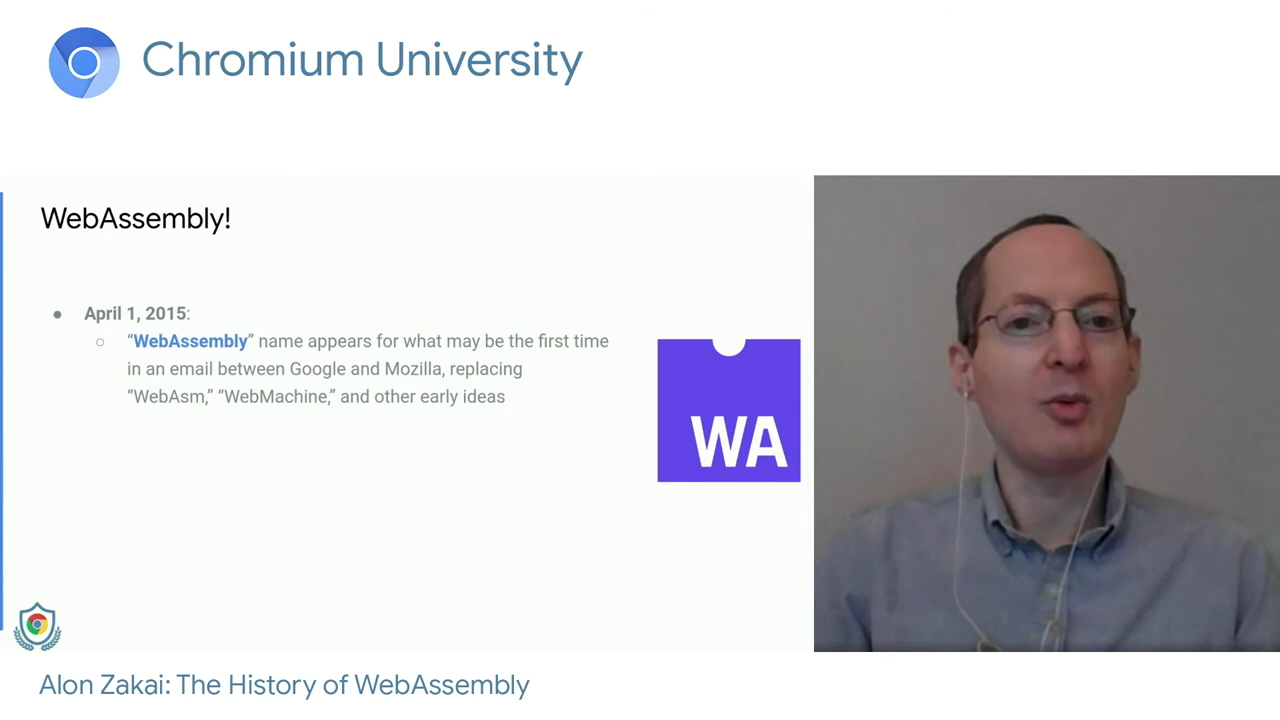 Chromium University
WebAssembly!
April 1, 2015:
“WebAssembly” name appears for what may be the first time
in an email between Google and Mozilla, replacing
“WebAsm,” “WebMachine,” and other early ideas
WA
Alon Zakai: The History of WebAssembly